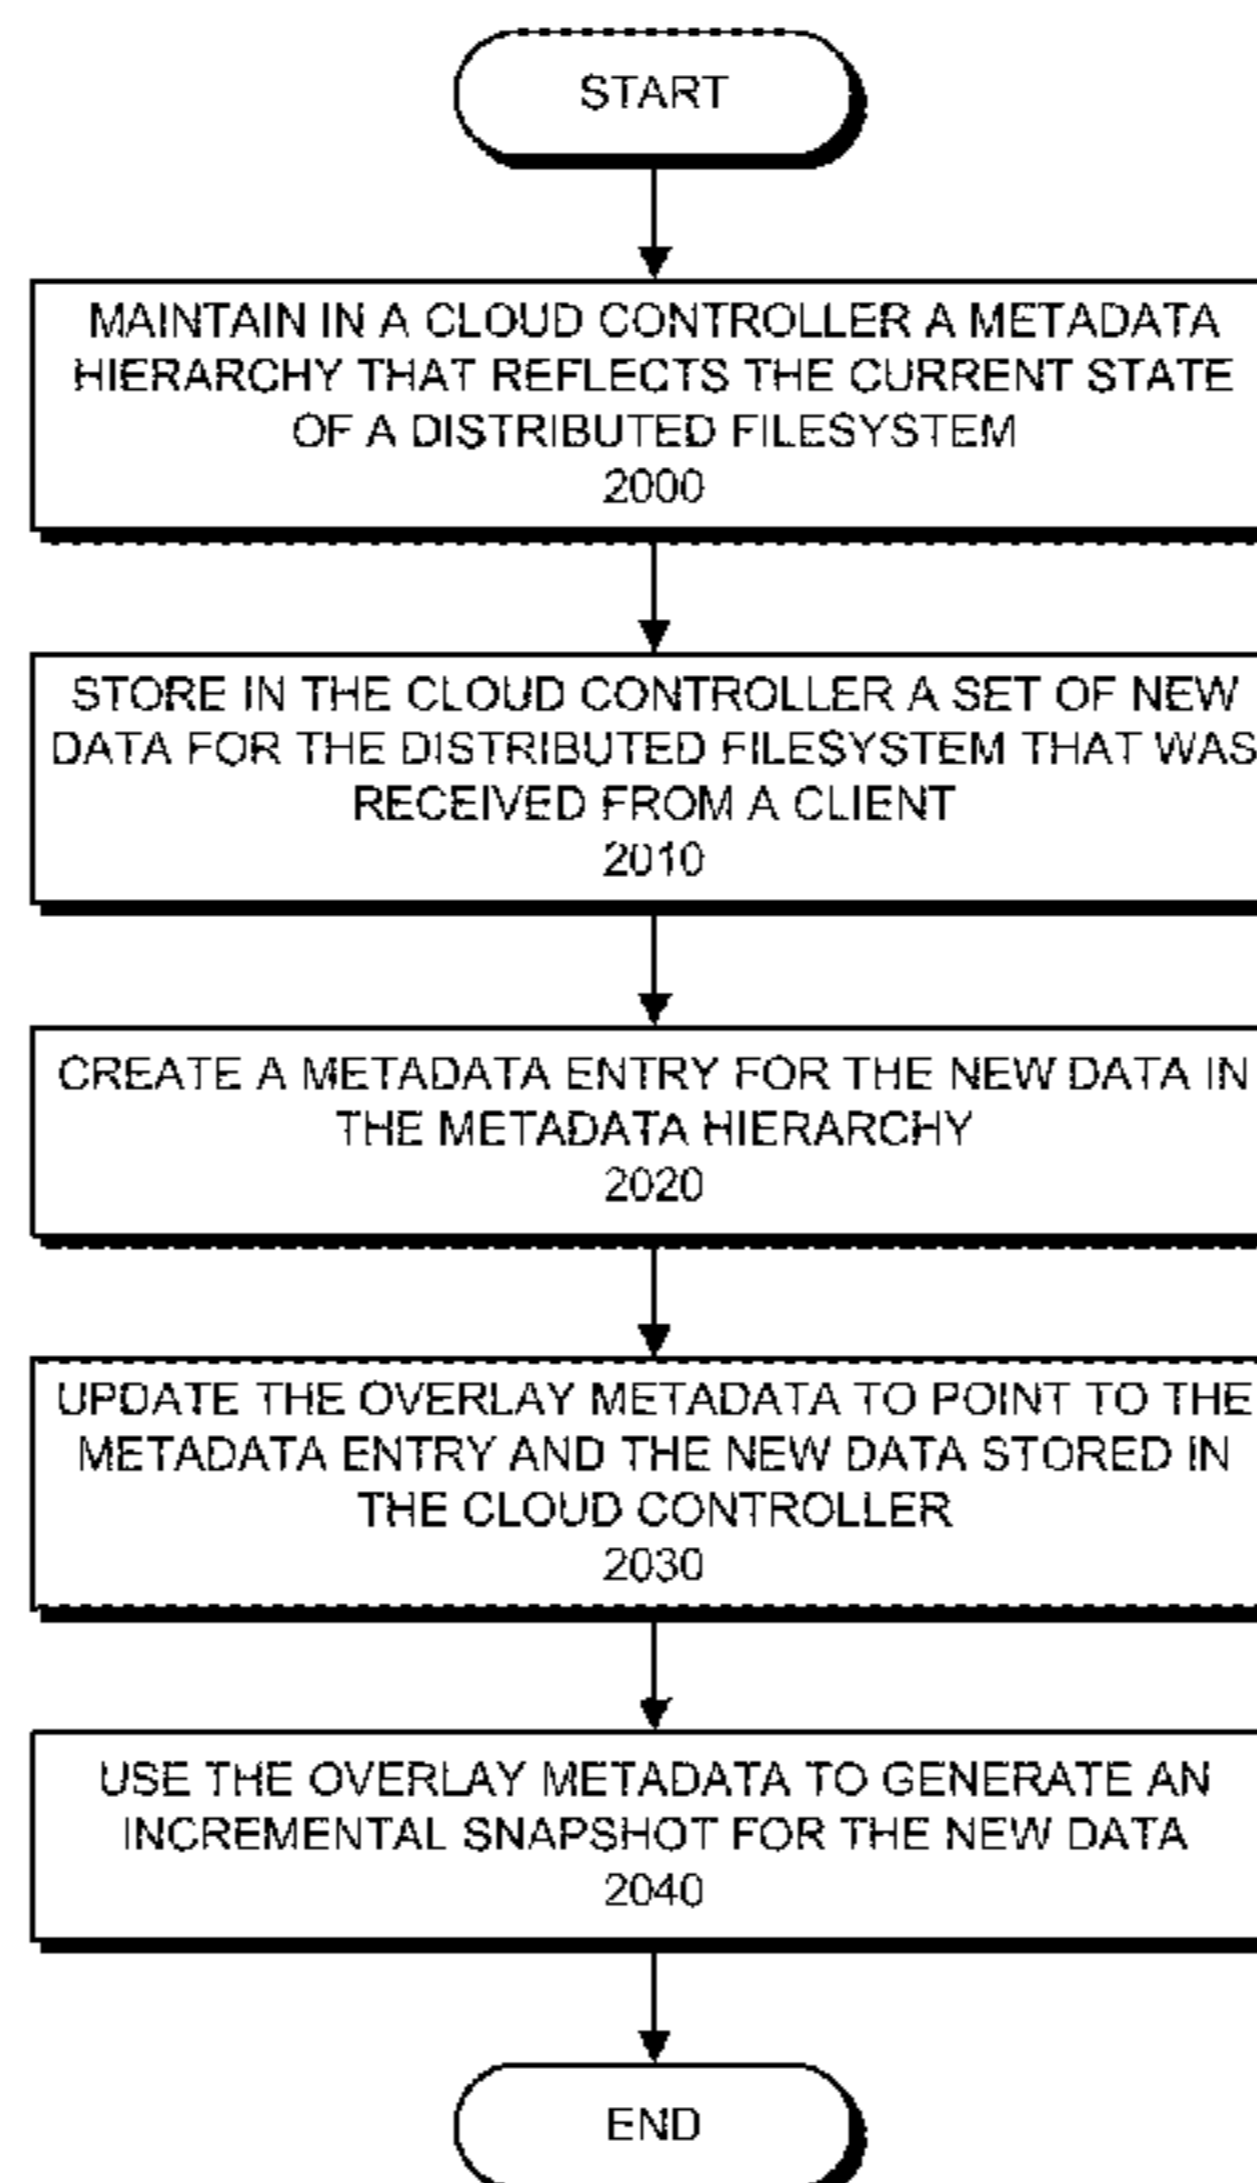 START
MAINTAIN IN A CLOUD CONTROLLER A METADATA
HIERARCHY THAT REFLECTS THE CURRENT STATE
OF A DISTRIBUTED FILESYSTEM
2000
STORE IN THE CLOUD CONTROLLER A SET OF NEW
DATA FOR THE DISTRIBUTED FILESYSTEM THAT WAS
RECEIVED FROM A CLIENT
2010
CREATE A METADATA ENTRY FOR THE NEW DATA IN
THE METADATA HIERARCHY
2020
UPDATE THE OVERLAY METADATA TO POINT TO THE
METADATA ENTRY AND THE NEW DATA STORED IN
THE CLOUD CONTROLLER
2030
USE THE OVERLAY METADATA TO GENERATE AN
INCREMENTAL SNAPSHOT FOR THE NEW DATA
2040
END